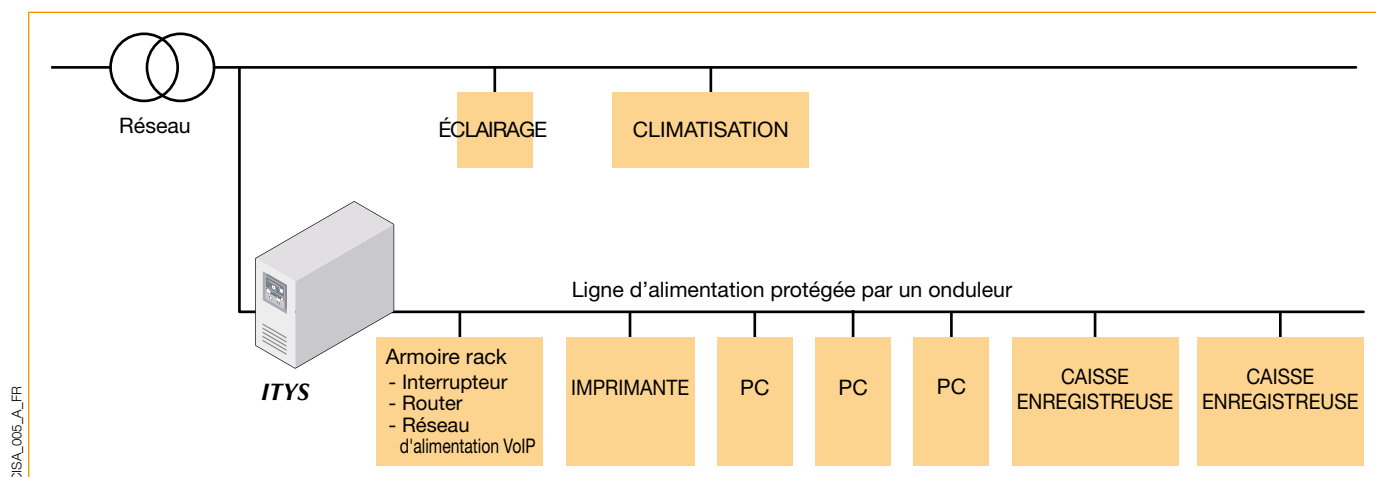 Réseau
ÉCLAIRAGE
CLIMATISATION
Ligne d'alimentation protégée par un onduleur
ITYS
Armoire rack
- Interrupteur
- Router
- Réseau
d'alimentation VoIP
IMPRIMANTE
PC
PC
PC
CAISSE
ENREGISTREUSE
CAISSE
ENREGISTREUSE
CISA_005_A_FR